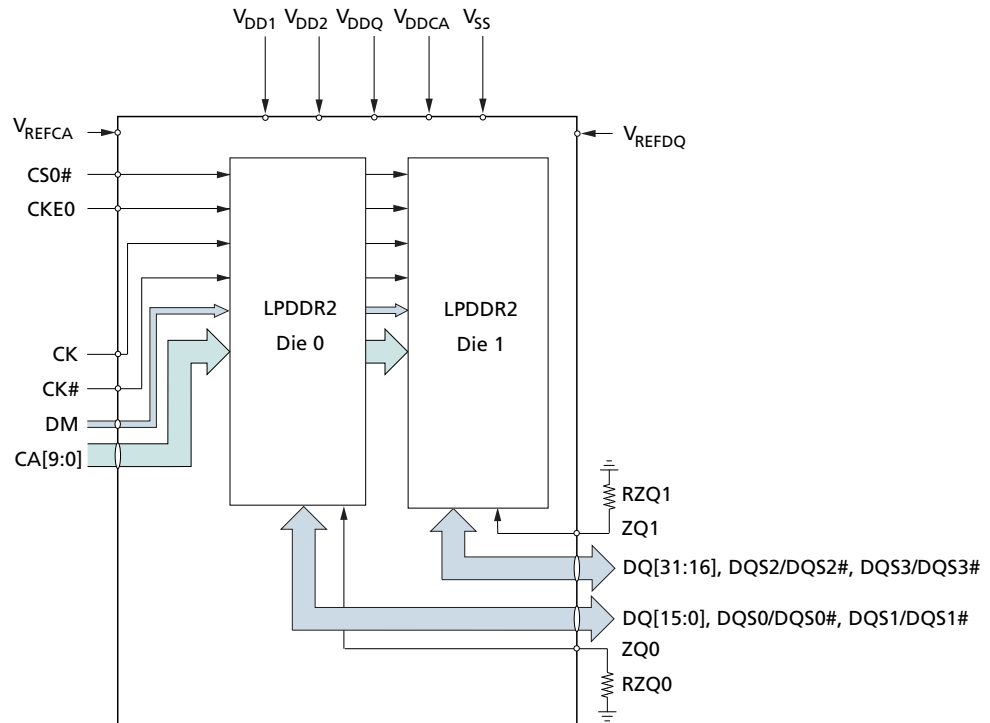 VDD1 VDD2 VDDQ VDDCA VSS
VREFCA
VREFDQ
CS0#
CKE0
LPDDR2
Die 0
LPDDR2
Die 1
CK
CK#
DM
CA[9:0]
RZQ1
ZQ1
DQ[31:16], DQS2/DQS2#, DQS3/DQS3#
DQ[15:0], DQS0/DQS0#, DQS1/DQS1#
ZQ0
RZQ0